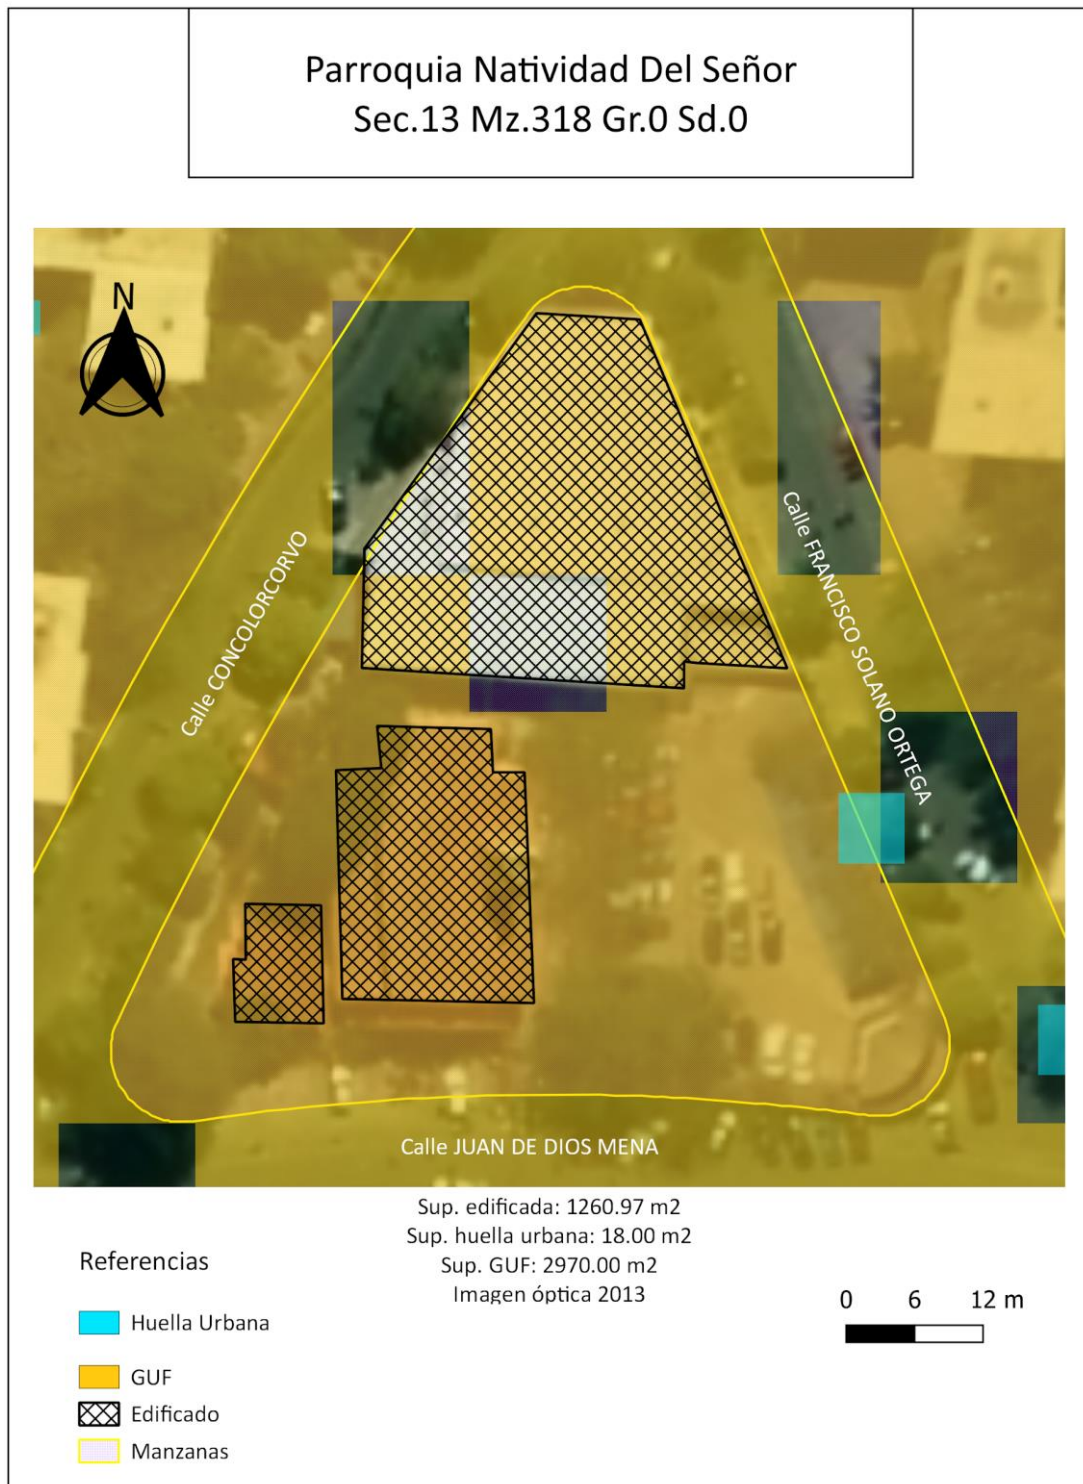 Parroquia Natividad Del Señor
Sec.13 Mz.318 Gr.0 Sd.0
N
Calle CONCOLORCORVO
Calle FRANCISCO SOLANO ORTEGA
Calle JUAN DE DIOS MENA
Sup. edificada: 1260.97 m2
Sup. huella urbana: 18.00 m2
Sup. GUF: 2970.00 m2
Imagen óptica 2013
Referencias
Huella Urbana
GUF
Edificado
Manzanas
0 6 12 m